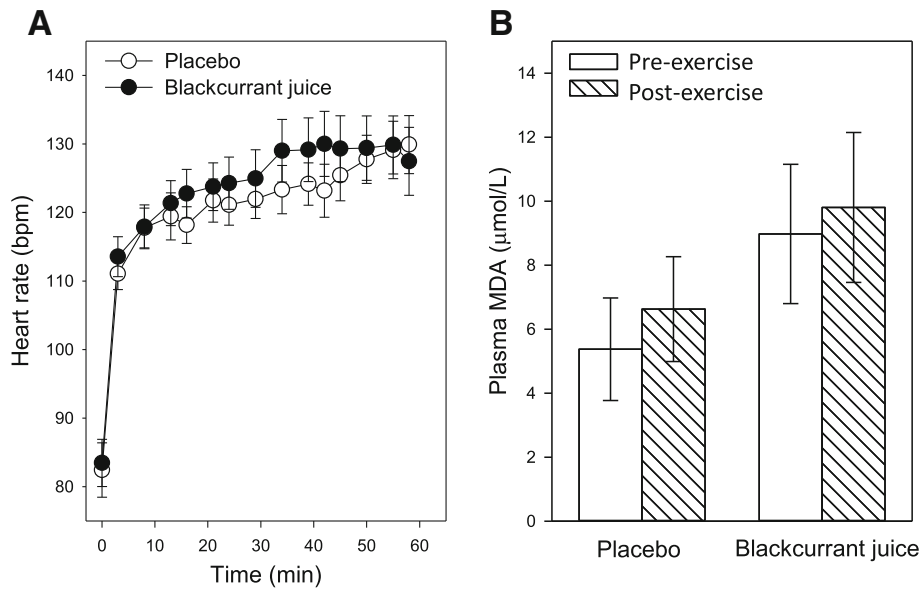 A
Placebo
Blackcurrant juice
140
130
120
110
100
90
80
Heart rate (bpm)
0 10 20 30 40 50 60
Time (min)
B
Pre-exercise
Post-exercise
14
12
10
8
6
4
2
0
Plasma MDA (μmol/L)
Placebo Blackcurrant juice